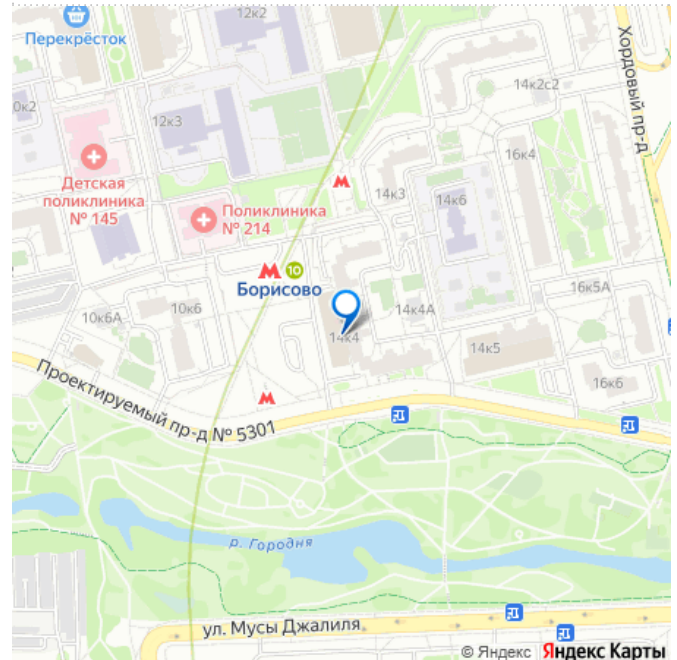 12к2
Перекрёсток
Хордовый пр-д
14к2с2
10к2
12к3
16к4
Детская
поликлиника
№ 145
14к3
14к6
Поликлиника
№ 214
10
Борисово
16к5А
10к6А
10к6
14к4А
14к4
14к5
16к6
Проектируемый пр-д № 5301
р. Городня
ул. Мусы Джалиля
© Яндекс Яндекс Карты